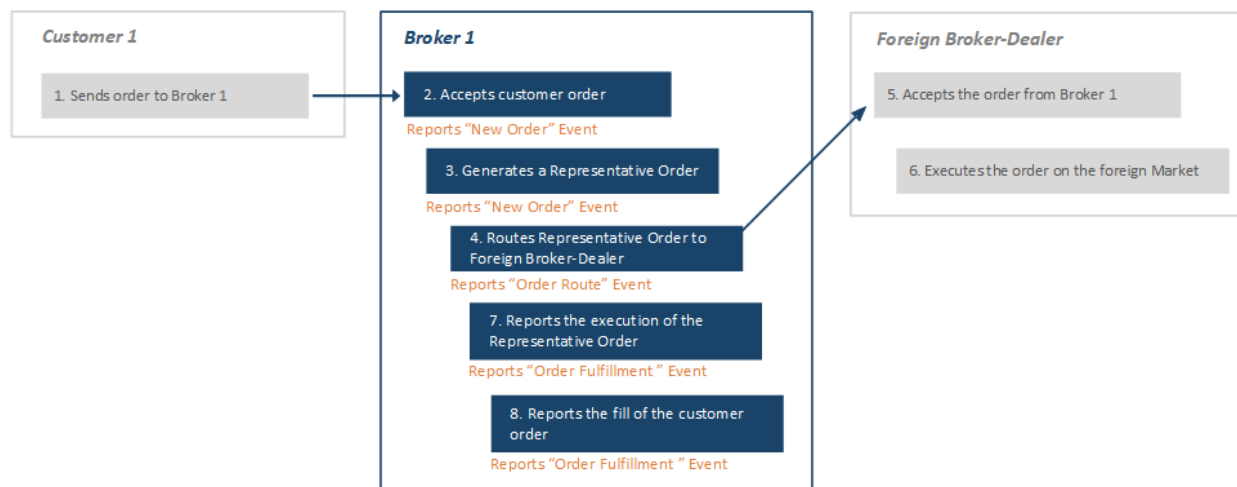 Customer 1
1. Sends order to Broker 1
Broker 1
2. Accepts customer order
Reports “New Order” Event
3. Generates a Representative Order
Reports “New Order” Event
4. Routes Representative Order to
Foreign Broker-Dealer
Reports “Order Route” Event
Foreign Broker-Dealer
5. Accepts the order from Broker 1
6. Executes the order on the foreign Market
7. Reports the execution of the
Representative Order
Reports “Order Fulfillment ” Event
8. Reports the fill of the customer
order
Reports “Order Fulfillment ” Event